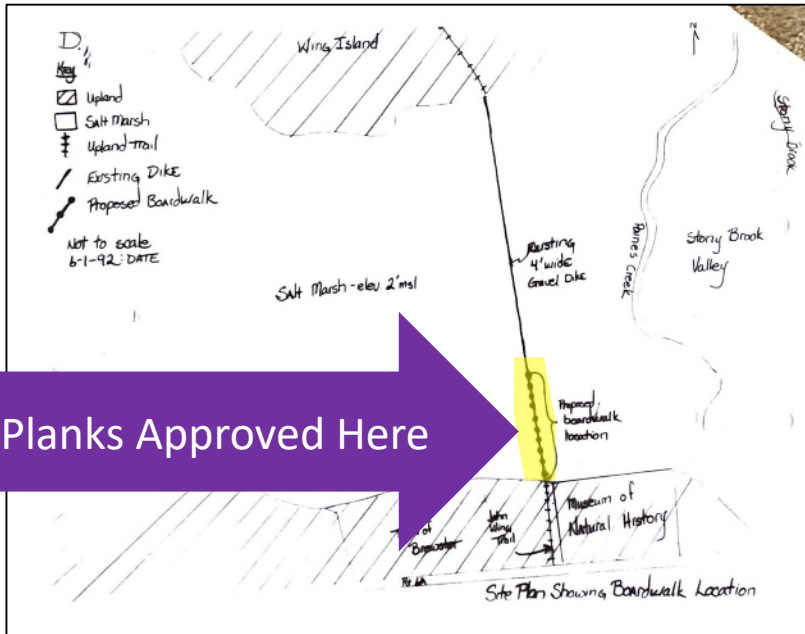 D.
Key
Upland
Salt Marsh
Upland trail
Existing Dike
Proposed Boardwalk
Not to scale
6-1-92: DATE
Wing Island
N
Stony Brook
Paines Creek
Stony Brook
Valley
Existing
4' wide
Gravel Dike
Salt Marsh - elev 2' msl
Planks Approved Here
Proposed
boardwalk
location
of
Brewster
John
Wing
Trail
Museum of
Natural History
Rt 6A
Site Plan Showing Boardwalk Location